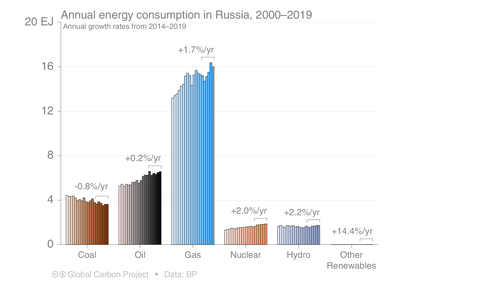 Annual energy consumption in Russia, 2000–2019
20 EJ
Annual growth rates from 2014–2019
+1.7%/yr
16
12
8
+0.2%/yr
-0.8%/yr
4
+2.0%/yr
+2.2%/yr
+14.4%/yr
0
Coal
Oil
Gas
Nuclear
Hydro
Other
Renewables
Global Carbon Project • Data: BP